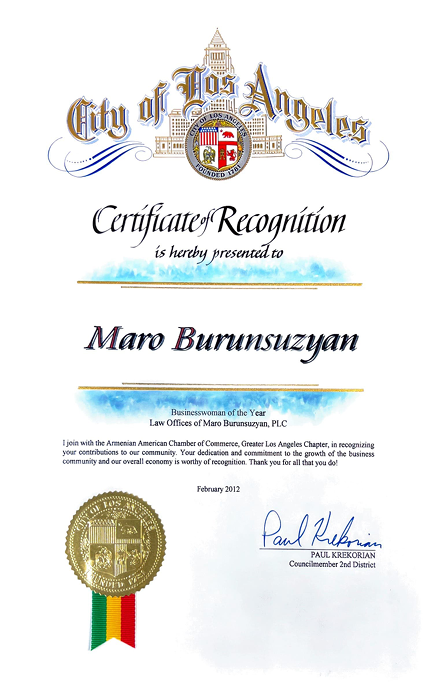 City of Los Angeles
CITY OF LOS ANGELES
FOUNDED 1781
Certificate of Recognition
is hereby presented to
Maro Burunsuzyan
Businesswoman of the Year
Law Offices of Maro Burunsuzyan, PLC
I join with the Armenian American Chamber of Commerce, Greater Los Angeles Chapter, in recognizing
your contributions to our community. Your dedication and commitment to the growth of the business
community and our overall economy is worthy of recognition. Thank you for all that you do!
February 2012
CITY OF LOS ANGELES
FOUNDED 1781
Paul Krekorian
PAUL KREKORIAN
Councilmember 2nd District